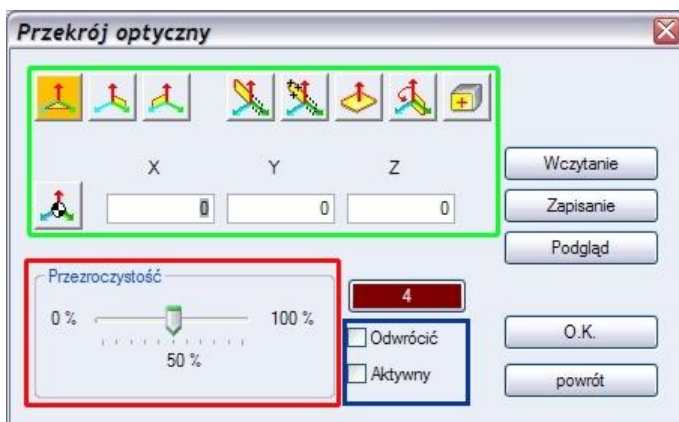 Przekrój optyczny
X Y Z
0 0 0
Wczytanie
Zapisanie
Podgląd
Przezroczystość
0 % 100 %
50 %
4
Odwrócić
Aktywny
O.K.
powrót